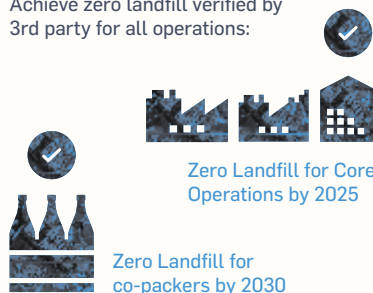 Achieve zero landfill verified by
3rd party for all operations:
Zero Landfill for Core
Operations by 2025
Zero Landfill for
co-packers by 2030